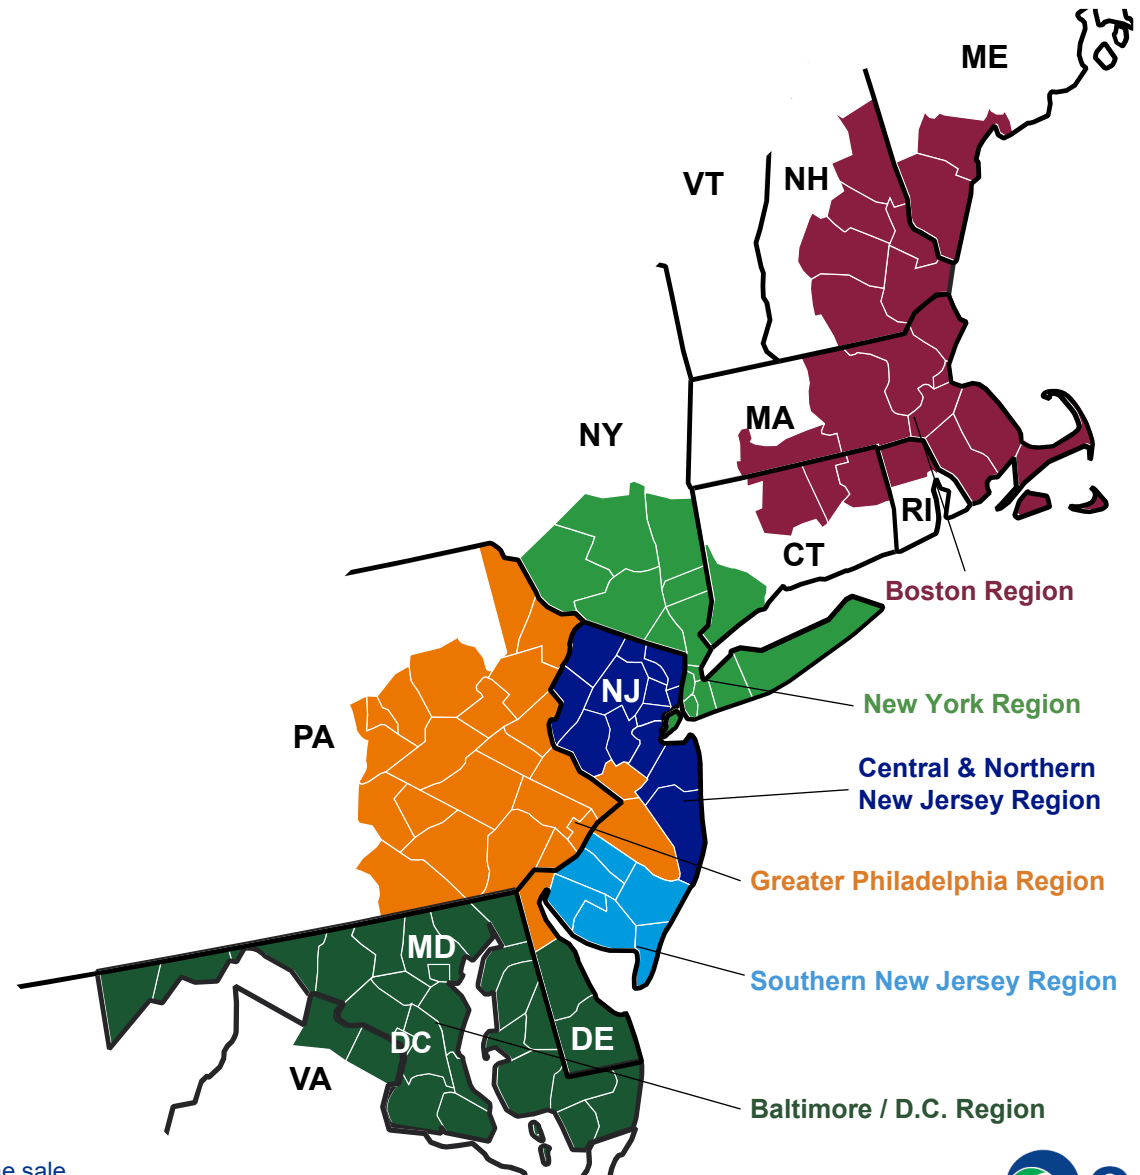 ME
VT
NH
MA
NY
RI
CT
Boston Region
NJ
New York Region
PA
Central & Northern
New Jersey Region
Greater Philadelphia Region
MD
Southern New Jersey Region
DE
DC
VA
Baltimore / D.C. Region
sale